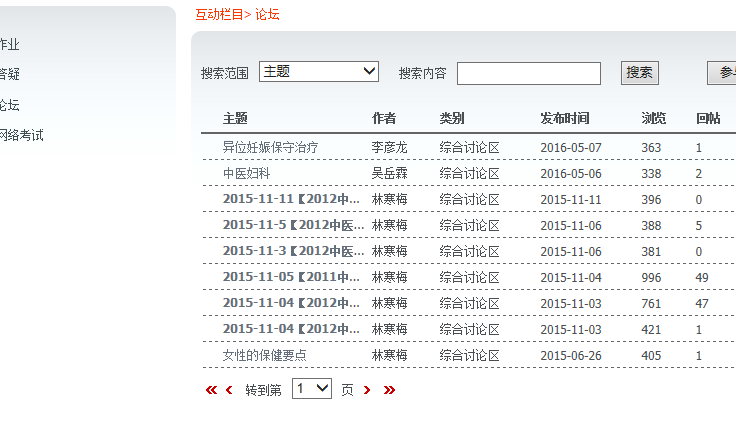 互动栏目> 论坛
作业
答疑
论坛
网络考试
搜索范围 主题 搜索内容 搜索 参与
主题 作者 类别 发布时间 浏览 回帖
异位妊娠保守治疗 李彦龙 综合讨论区 2016-05-07 363 1
中医妇科 吴岳霖 综合讨论区 2016-05-06 338 2
2015-11-11【2012中... 林寒梅 综合讨论区 2015-11-11 396 0
2015-11-5【2012中医... 林寒梅 综合讨论区 2015-11-06 388 5
2015-11-3【2012中医... 林寒梅 综合讨论区 2015-11-06 381 0
2015-11-05【2011中... 林寒梅 综合讨论区 2015-11-04 996 49
2015-11-04【2012中... 林寒梅 综合讨论区 2015-11-03 761 47
2015-11-04【2012中... 林寒梅 综合讨论区 2015-11-03 421 1
女性的保健要点 林寒梅 综合讨论区 2015-06-26 405 1
转到第 1 页